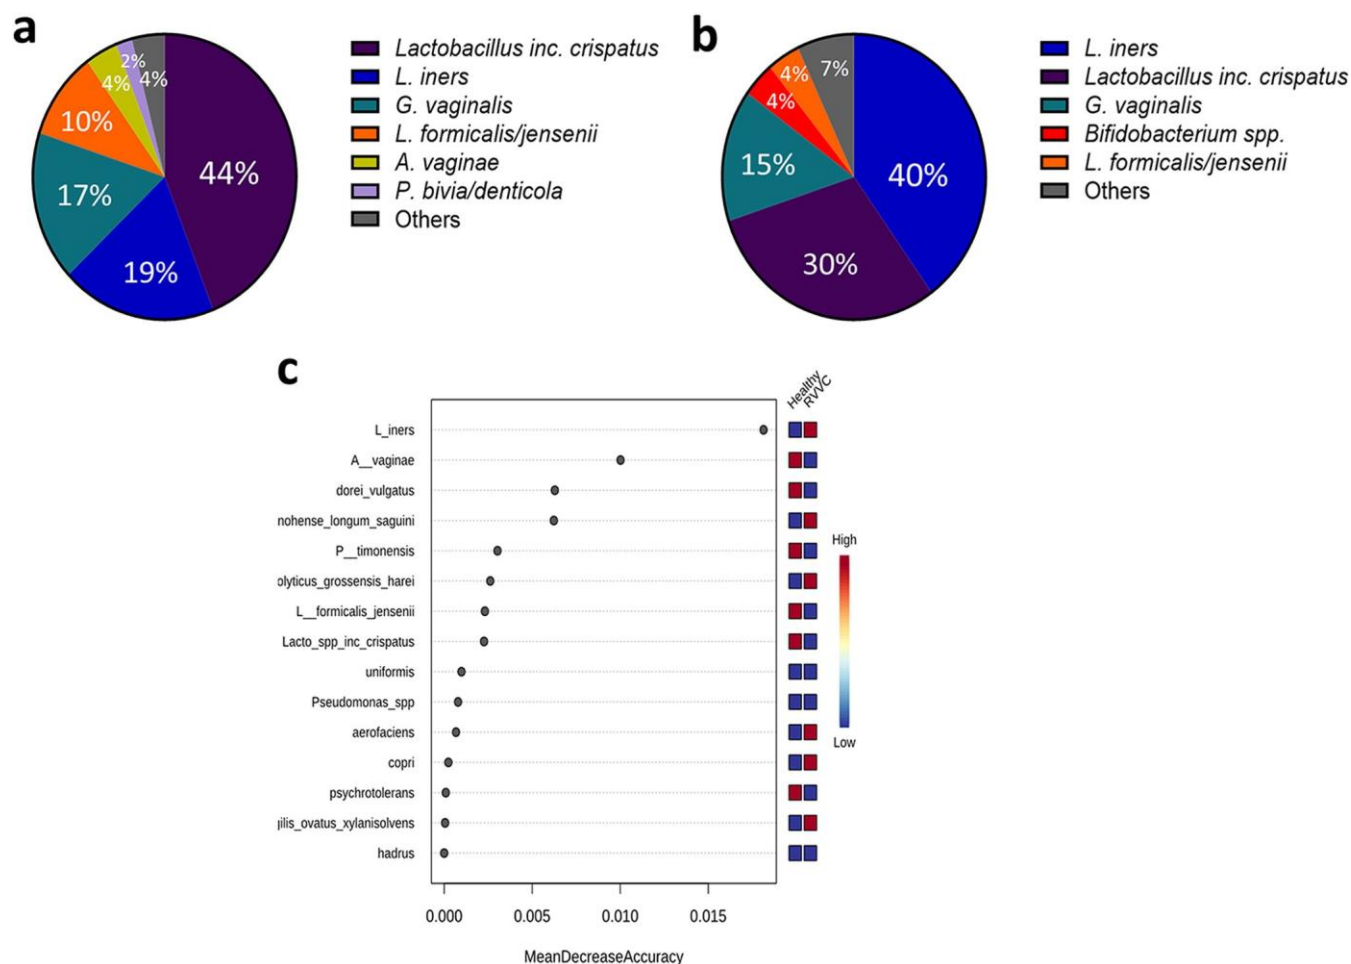 a
2%
4%
4%
10%
44%
17%
19%
Lactobacillus inc. crispatus
L. iners
G. vaginalis
L. formicalis/jensenii
A. vaginae
P. bivia/denticola
Others
b
7%
4%
4%
15%
40%
30%
L. iners
Lactobacillus inc. crispatus
G. vaginalis
Bifidobacterium spp.
L. formicalis/jensenii
Others
c
Healthy
RVVC
L_iners
A__vaginae
dorei_vulgatus
nohense_longum_saguini
P__timonensis
olyticus_grossensis_harei
L__formicalis_jensenii
Lacto_spp_inc_crispatus
uniformis
Pseudomonas_spp
aerofaciens
copri
psychrotolerans
gilis_ovatus_xylanisolvens
hadrus
High
Low
0.000 0.005 0.010 0.015
MeanDecreaseAccuracy